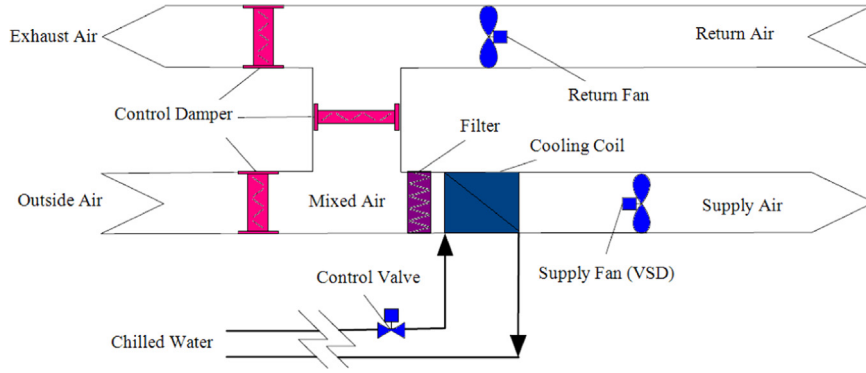 Exhaust Air
Return Air
Return Fan
Control Damper
Filter
Cooling Coil
Outside Air
Mixed Air
Supply Air
Control Valve
Supply Fan (VSD)
Chilled Water